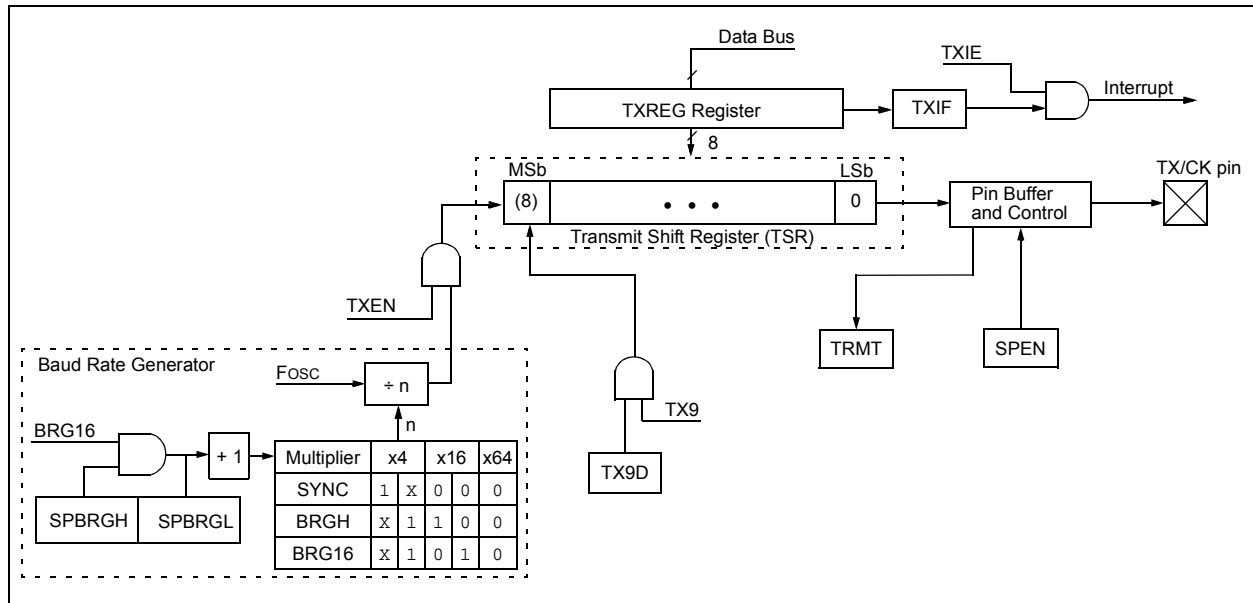 Data Bus
TXIE
Interrupt
TXREG Register
TXIF
8
MSb
LSb
TX/CK pin
(8)
• • •
0
Pin Buffer
and Control
Transmit Shift Register (TSR)
TXEN
TRMT
SPEN
Baud Rate Generator
FOSC
÷ n
TX9
n
BRG16
+ 1
Multiplier x4 x16 x64
TX9D
SYNC 1 X 0 0 0
SPBRGH SPBRGL
BRGH X 1 1 0 0
BRG16 X 1 0 1 0